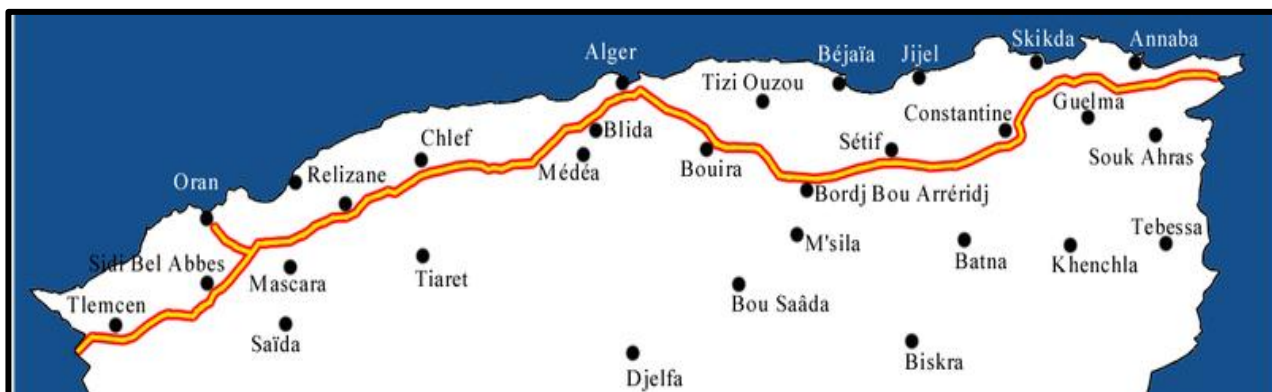 Skikda
Annaba
Alger
Béjaïa
Jijel
Tizi Ouzou
Constantine
Guelma
Blida
Chlef
Sétif
Souk Ahras
Médéa
Bouira
Oran
Relizane
Bordj Bou Arréridj
Tebessa
M'sila
Sidi Bel Abbes
Mascara
Tiaret
Batna
Khenchla
Tlemcen
Bou Saâda
Saïda
Biskra
Djelfa